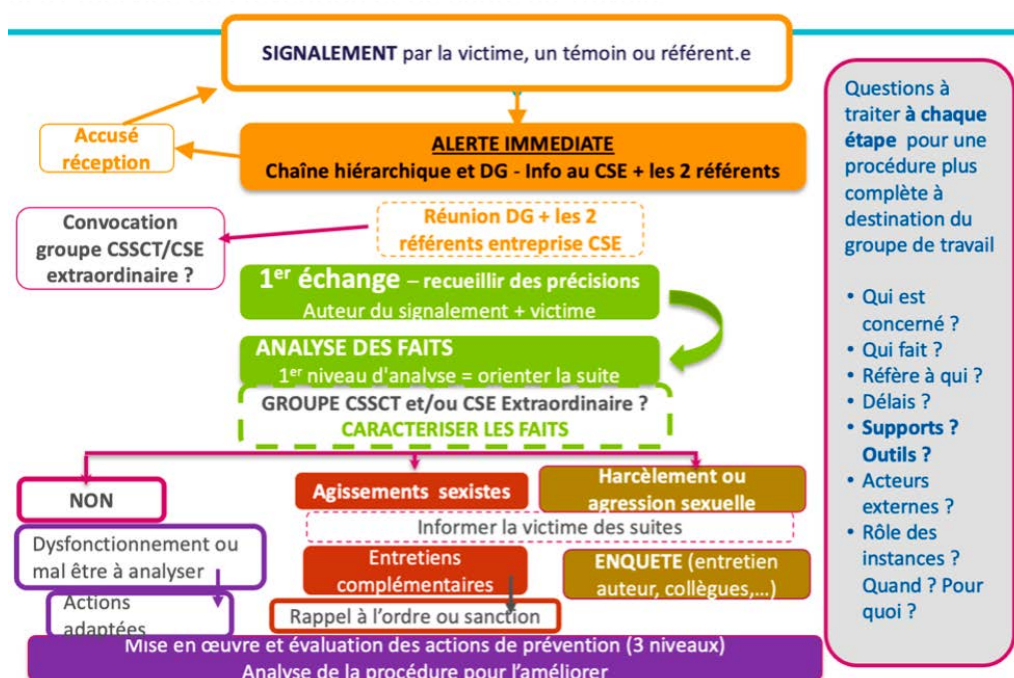 SIGNALEMENT par la victime, un témoin ou référent.e
Accusé
réception
ALERTE IMMEDIATE
Chaîne hiérarchique et DG - Info au CSE + les 2 référents
Convocation
groupe CSSCT/CSE
extraordinaire ?
Réunion DG + les 2
référents entreprise CSE
1er échange – recueillir des précisions
Auteur du signalement + victime
ANALYSE DES FAITS
1er niveau d'analyse = orienter la suite
GROUPE CSSCT et/ou CSE Extraordinaire ?
CARACTERISER LES FAITS
NON
Dysfonctionnement ou
mal être à analyser
Actions
adaptées
Agissements sexistes
Harcèlement ou
agression sexuelle
Informer la victime des suites
Entretiens
complémentaires
Rappel à l'ordre ou sanction
ENQUETE (entretien
auteur, collègues,...)
Mise en œuvre et évaluation des actions de prévention (3 niveaux)
Analyse de la procédure pour l'améliorer
Questions à
traiter à chaque
étape pour une
procédure plus
complète à
destination du
groupe de travail
• Qui est
concerné ?
• Qui fait ?
• Réfère à qui ?
• Délais ?
• Supports ?
Outils ?
• Acteurs
externes ?
• Rôle des
instances ?
Quand ? Pour
quoi ?